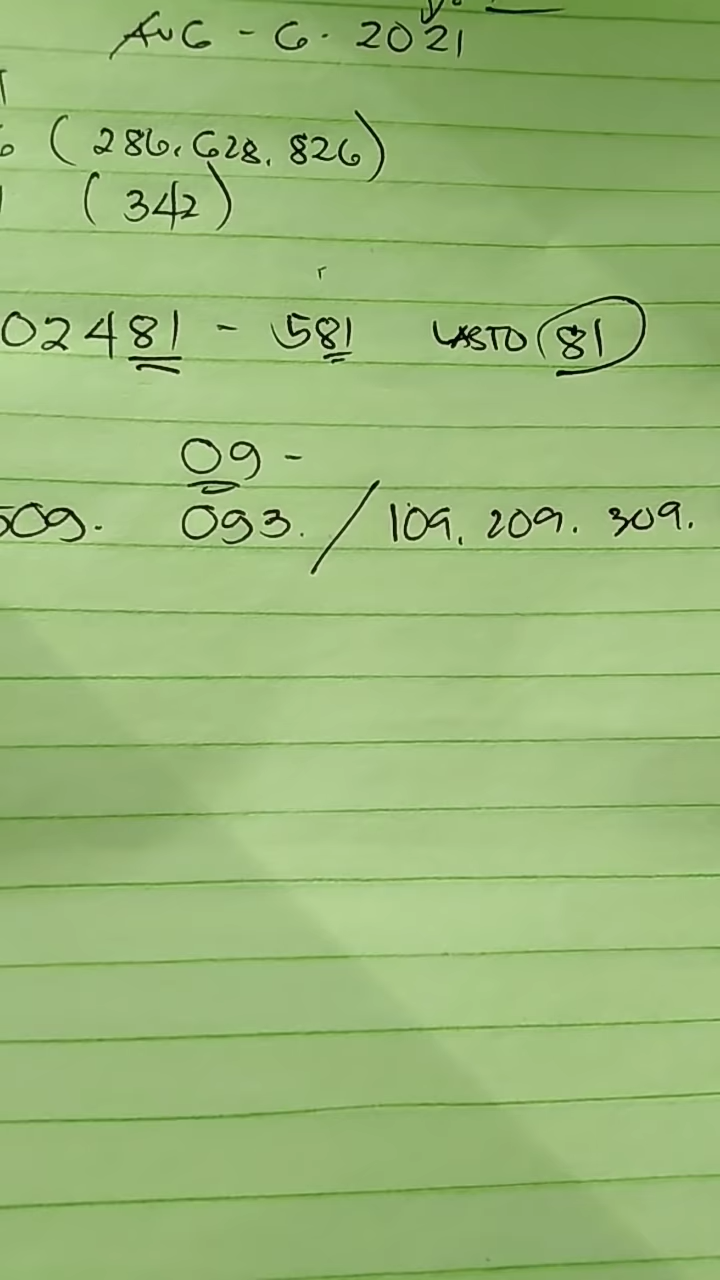 AUG - 6. 2021
( 286. 628. 826)
( 342 )
02481 - 581 LASTO (81)
09 -
509. 093. / 109. 209. 309.